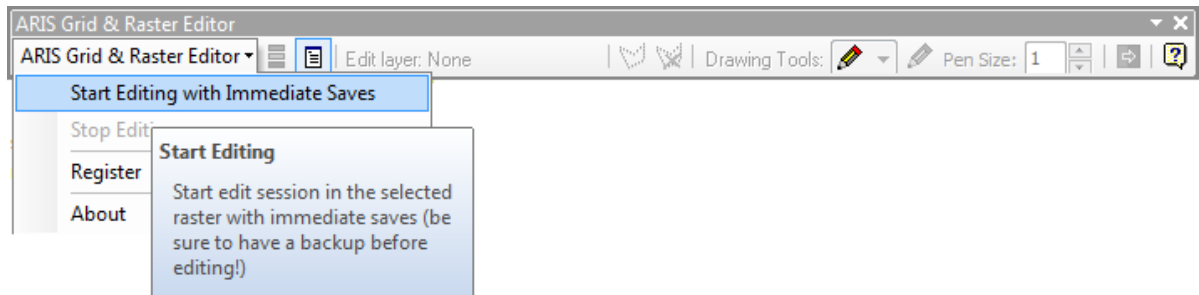 ARIS Grid & Raster Editor
ARIS Grid & Raster Editor Edit layer: None Drawing Tools: Pen Size: 1
Start Editing with Immediate Saves
Stop Editi
Start Editing
Register
Start edit session in the selected
raster with immediate saves (be
About
sure to have a backup before
editing!)